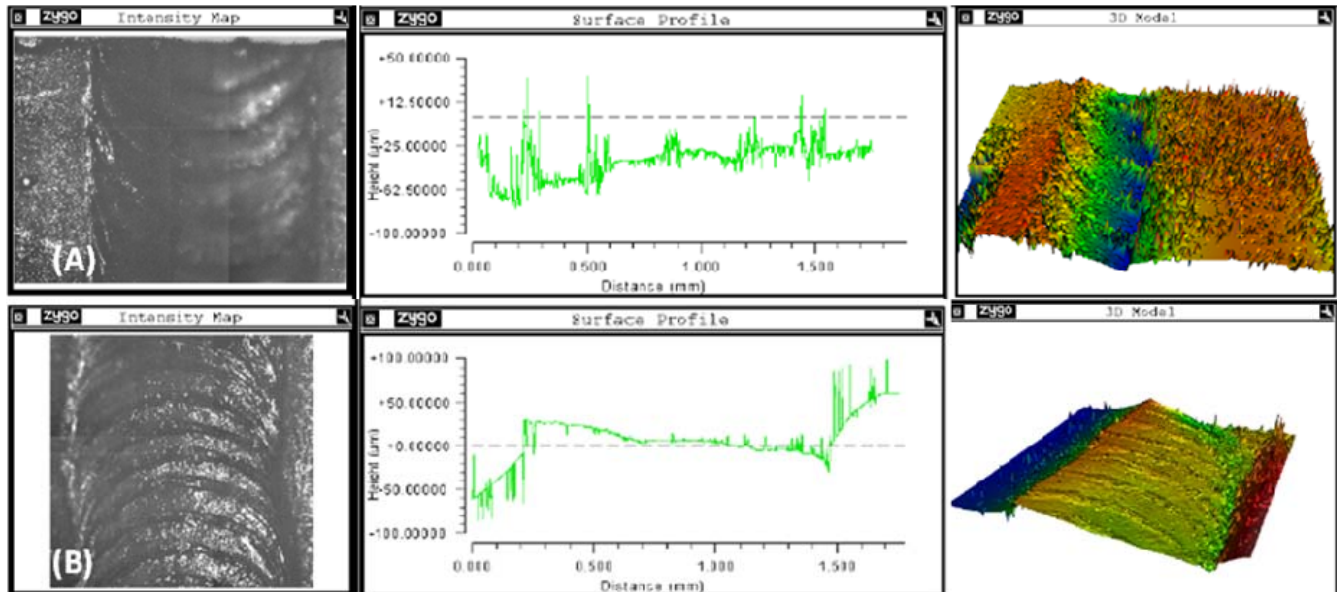 zygo Intensity Map
(A)
zygo Surface Profile
Height (µm)
+50.00000
+12.50000
-25.00000
-62.50000
-100.00000
0.000 0.500 1.000 1.500
Distance (mm)
zygo 3D Model
zygo Intensity Map
(B)
zygo Surface Profile
Height (µm)
+100.00000
+50.00000
+0.00000
-50.00000
-100.00000
0.000 0.500 1.000 1.500
Distance (mm)
zygo 3D Model